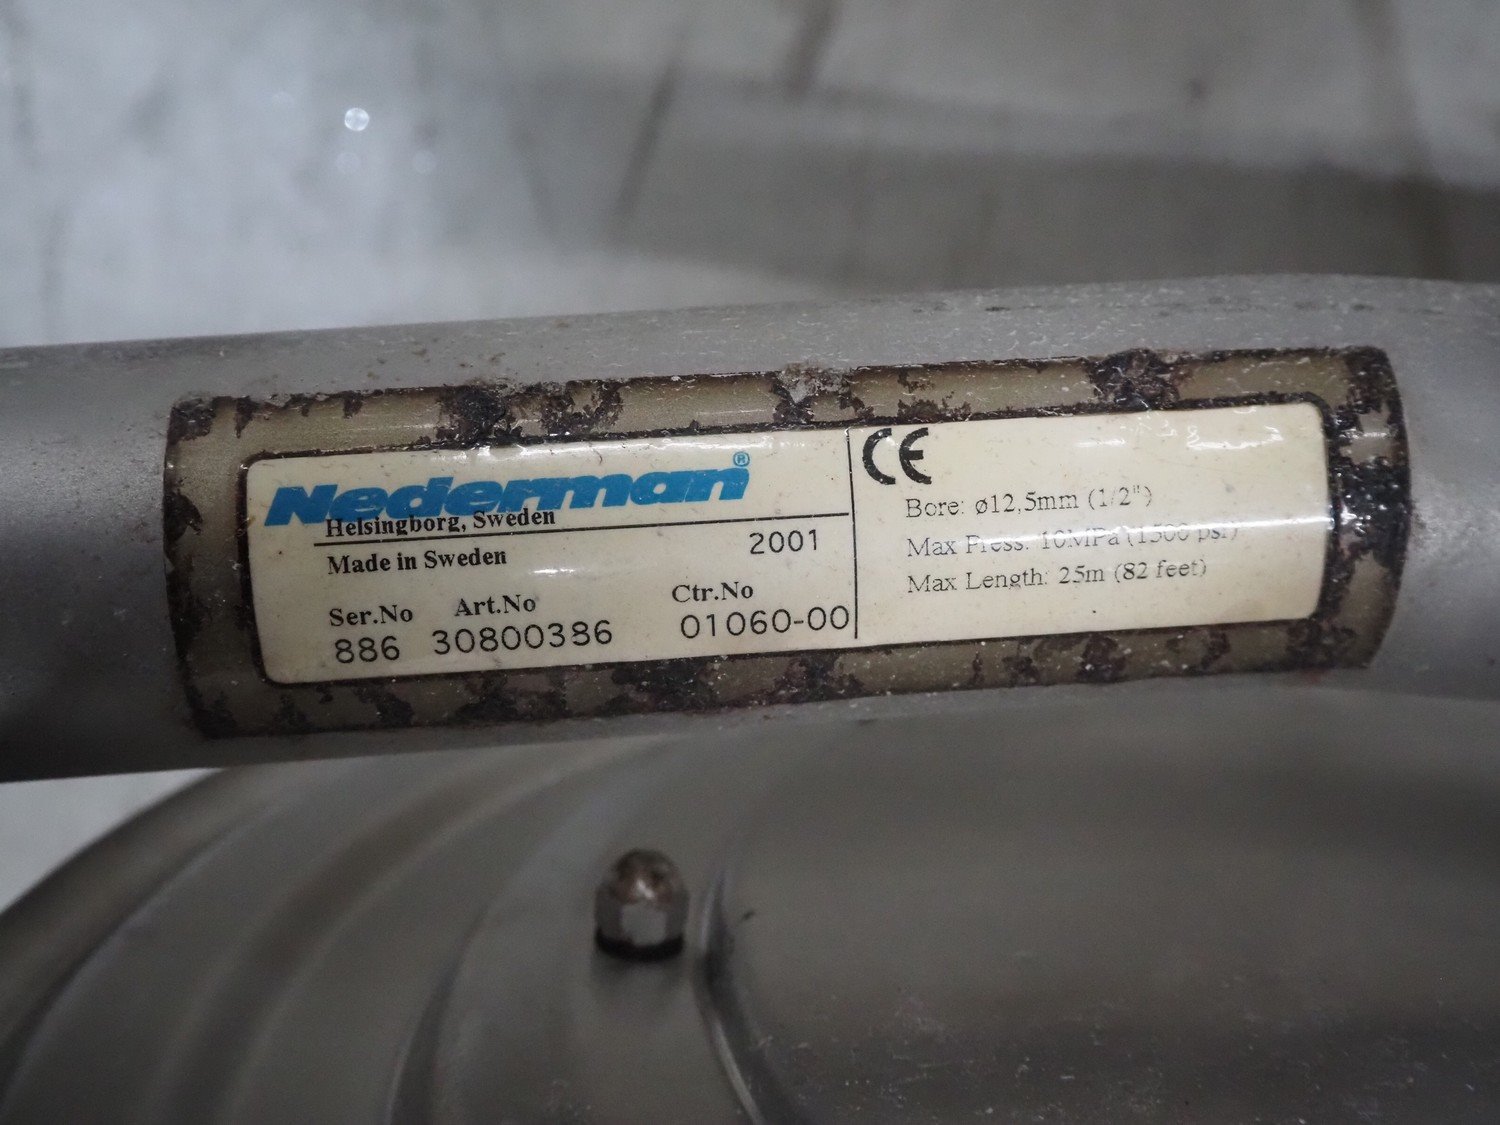 Nederman®
Helsingborg, Sweden
Made in Sweden 2001
Ser.No Art.No Ctr.No
886 30800386 01060-00
CE
Bore: ø12,5mm (1/2")
Max Press: 10MPa (1500 psi)
Max Length: 25m (82 feet)